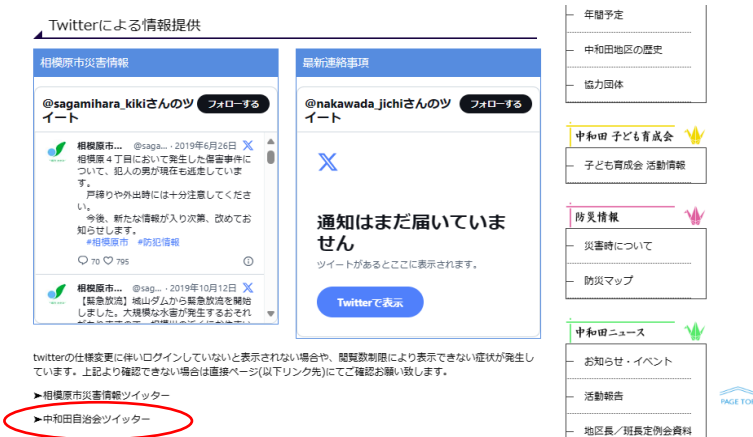 Twitterによる情報提供
相模原市災害情報
@sagamihara_kikiさんのツ
イート
フォローする
相模原市... @saga... · 2019年6月26日
相模原４丁目において発生した傷害事件に
ついて、犯人の男が現在も逃走していま
す。
戸締りや外出時には十分注意してくださ
い。
今後、新たな情報が入り次第、改めてお
知らせします。
#相模原市 #防犯情報
70 795
相模原市... @sag... · 2019年10月12日
【緊急放流】城山ダムから緊急放流を開始
しました。大規模な水害が発生するおそれ
最新連絡事項
@nakawada_jichiさんのツ
イート
フォローする
通知はまだ届いていま
せん
ツイートがあるとここに表示されます。
Twitterで表示
twitterの仕様変更に伴いログインしていないと表示されない場合や、閲覧数制限により表示できない症状が発生し
ています。上記より確認できない場合は直接ページ(以下リンク先)にてご確認お願い致します。
➤相模原市災害情報ツイッター
➤中和田自治会ツイッター
年間予定
中和田地区の歴史
協力団体
中和田 子ども育成会
子ども育成会 活動情報
防災情報
災害時について
防災マップ
中和田ニュース
お知らせ・イベント
活動報告
地区長／班長定例会資料
PAGE TOP